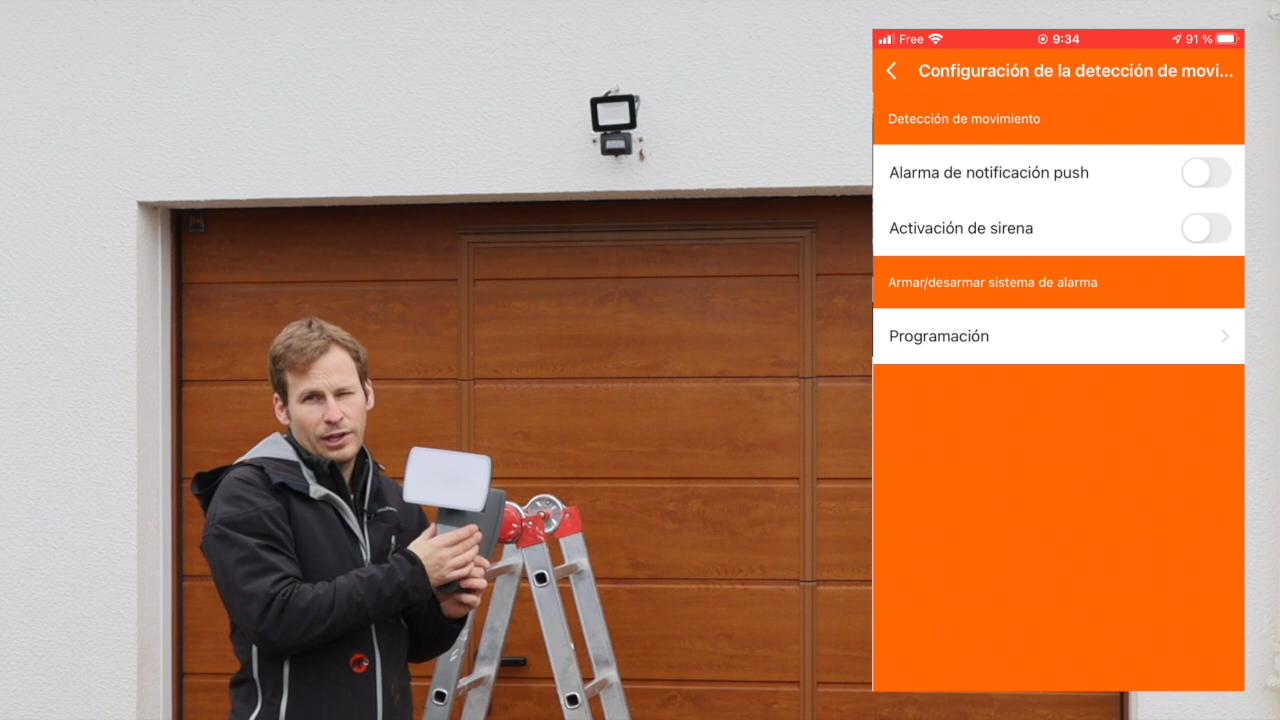 Free 9:34 91 %
Configuración de la detección de movi...
Detección de movimiento
Alarma de notificación push
Activación de sirena
Armar/desarmar sistema de alarma
Programación